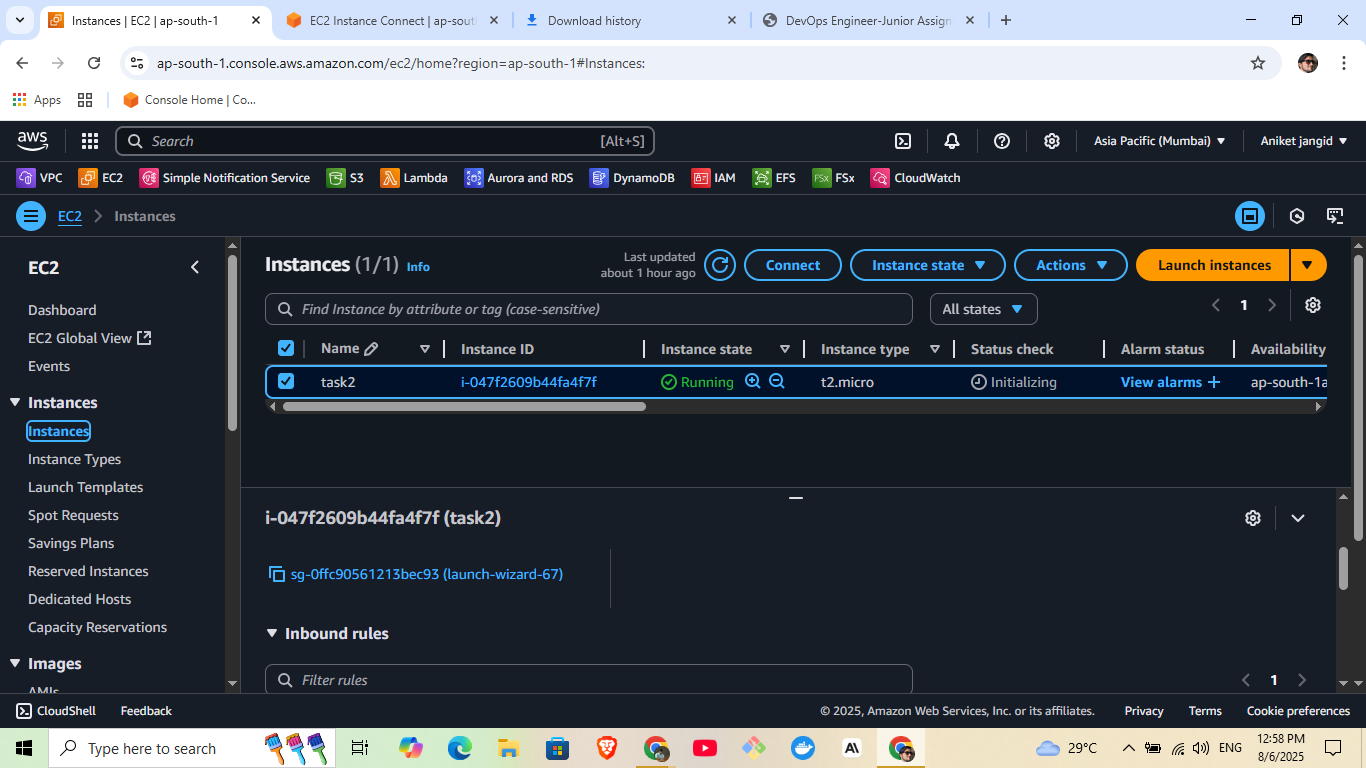 Instances | EC2 | ap-south-1
EC2 Instance Connect | ap-sout
Download history
DevOps Engineer-Junior Assign
ap-south-1.console.aws.amazon.com/ec2/home?region=ap-south-1#Instances:
Apps
Console Home | Co...
aws
Search
[Alt+S]
Asia Pacific (Mumbai)
Aniket jangid
VPC
EC2
Simple Notification Service
S3
Lambda
Aurora and RDS
DynamoDB
IAM
EFS
FSx
FSx
CloudWatch
EC2
Instances
EC2
Dashboard
EC2 Global View
Events
Instances
Instances
Instance Types
Launch Templates
Spot Requests
Savings Plans
Reserved Instances
Dedicated Hosts
Capacity Reservations
Images
AMIs
Instances (1/1) Info
Last updated
about 1 hour ago
Connect
Instance state
Actions
Launch instances
Find Instance by attribute or tag (case-sensitive)
All states
1
Name
Instance ID
Instance state
Instance type
Status check
Alarm status
Availability
task2
i-047f2609b44fa4f7f
Running
t2.micro
Initializing
View alarms +
ap-south-1a
i-047f2609b44fa4f7f (task2)
sg-0ffc90561213bec93 (launch-wizard-67)
Inbound rules
Filter rules
1
CloudShell
Feedback
© 2025, Amazon Web Services, Inc. or its affiliates.
Privacy
Terms
Cookie preferences
Type here to search
29°C
ENG
12:58 PM
8/6/2025